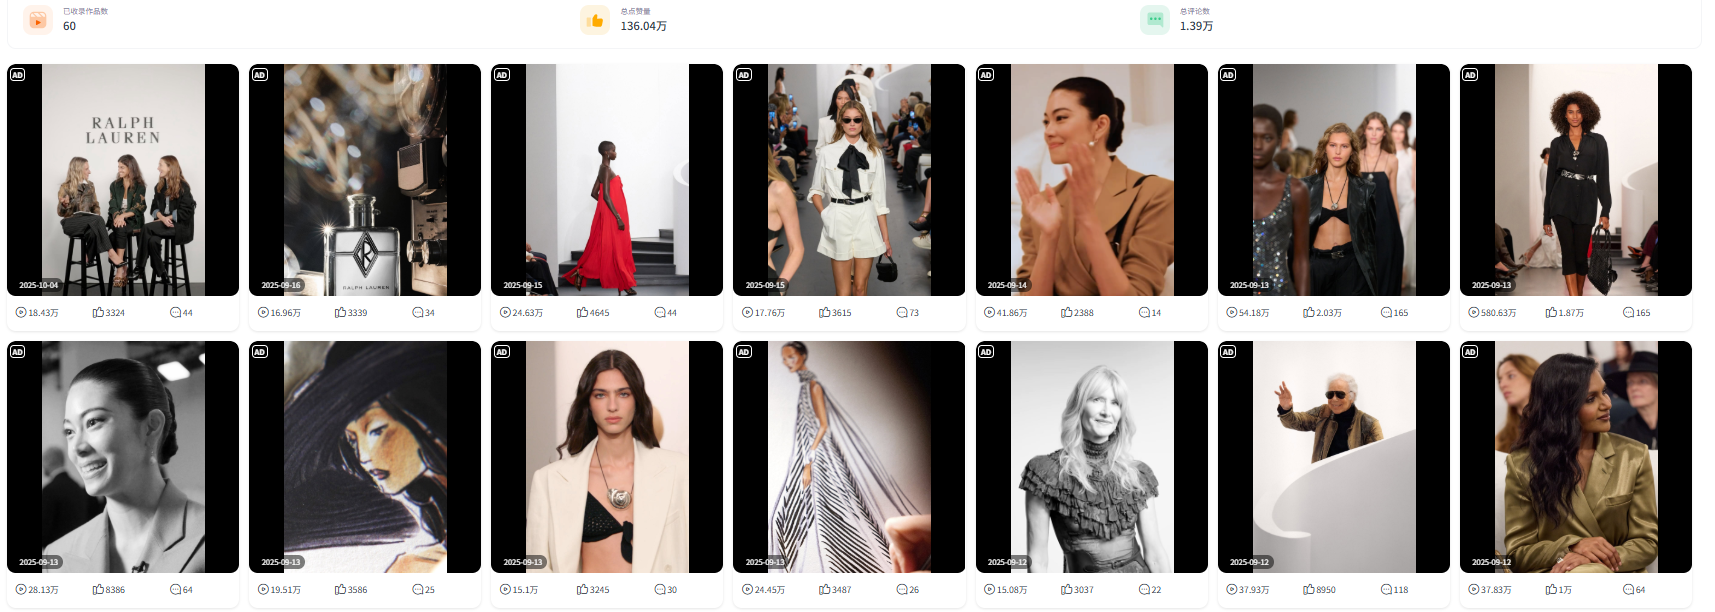 已收录作品数
60
总点赞量
136.04万
总评论数
1.39万
AD
RALPH
LAUREN
2025-10-04
18.43万 3324 44
AD
RALPH LAUREN
2025-09-16
16.96万 3339 34
AD
2025-09-15
24.63万 4645 44
AD
2025-09-15
17.76万 3615 73
AD
2025-09-14
41.86万 2388 14
AD
2025-09-13
54.18万 2.03万 165
AD
2025-09-13
580.63万 1.87万 165
AD
2025-09-13
28.13万 8386 64
AD
2025-09-13
19.51万 3586 25
AD
2025-09-13
15.1万 3245 30
AD
2025-09-13
24.45万 3487 26
AD
2025-09-12
15.08万 3037 22
AD
2025-09-12
37.93万 8950 118
AD
2025-09-12
37.83万 1万 64